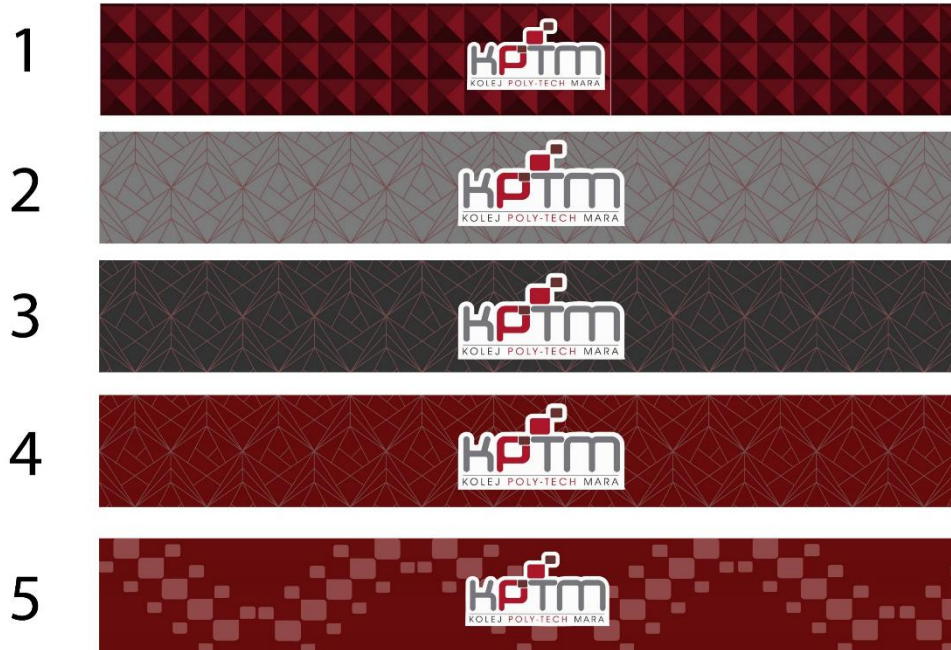 1
KPTM
KOLEJ POLY-TECH MARA
2
KPTM
KOLEJ POLY-TECH MARA
3
KPTM
KOLEJ POLY-TECH MARA
4
KPTM
KOLEJ POLY-TECH MARA
5
KPTM
KOLEJ POLY-TECH MARA